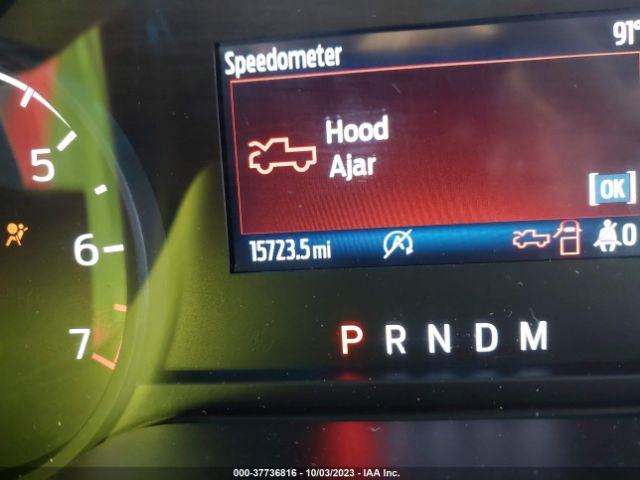 91°
Speedometer
Hood
Ajar
[OK]
5
15723.5 mi
0
6
P R N D M
7
000-37736816 - 10/03/2023 - IAA Inc.